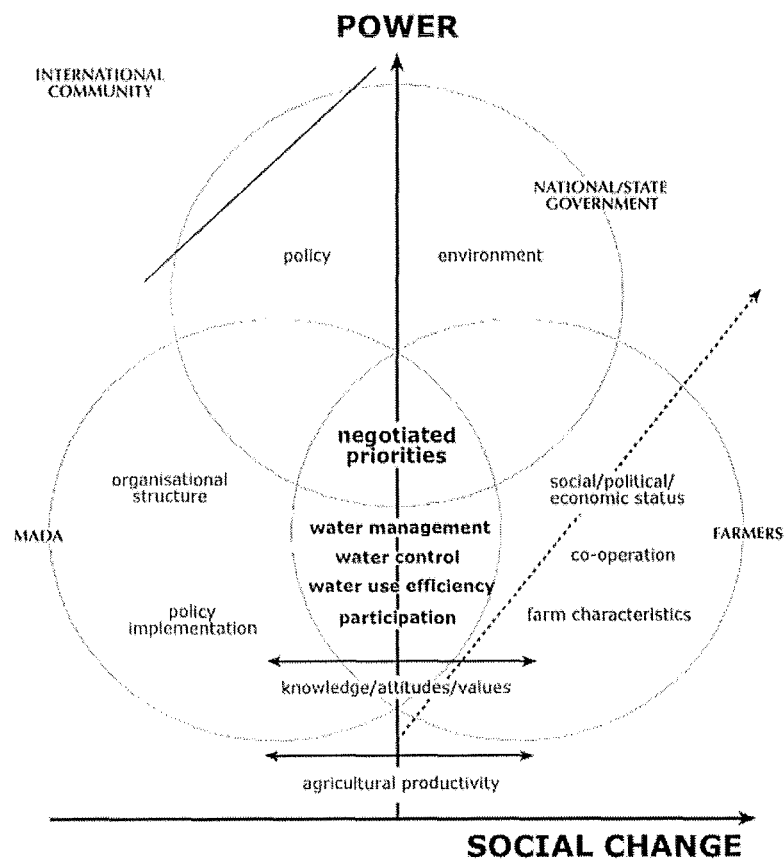 POWER
INTERNATIONAL
COMMUNITY
NATIONAL/STATE
GOVERNMENT
policy
environment
negotiated
priorities
organisational
structure
social/political/
economic status
MADA
water management
FARMERS
water control
co-operation
water use efficiency
policy
implementation
participation
farm characteristics
knowledge/attitudes/values
agricultural productivity
SOCIAL CHANGE